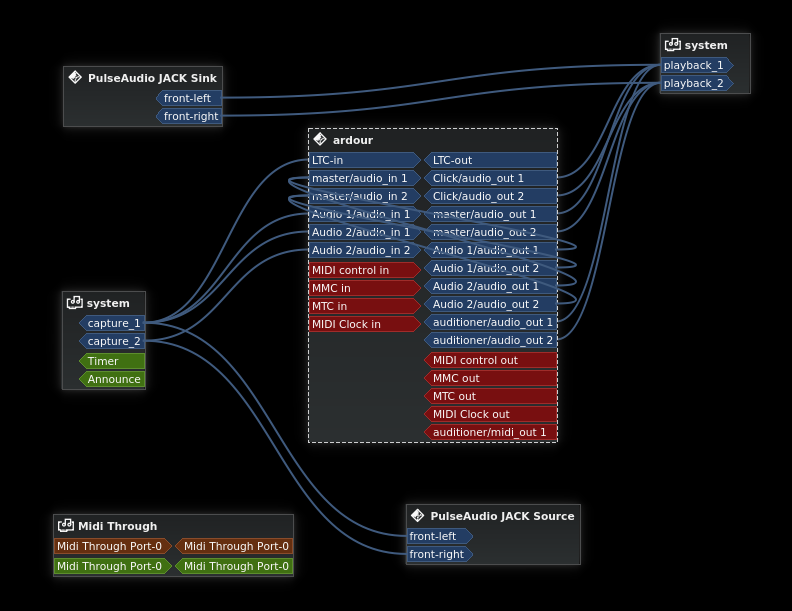 system
playback_1
playback_2
PulseAudio JACK Sink
front-left
front-right
ardour
LTC-in
LTC-out
master/audio_in 1
Click/audio_out 1
master/audio_in 2
Click/audio_out 2
Audio 1/audio_in 1
master/audio_out 1
Audio 2/audio_in 1
master/audio_out 2
Audio 2/audio_in 2
Audio 1/audio_out 1
MIDI control in
Audio 1/audio_out 2
MMC in
Audio 2/audio_out 1
MTC in
Audio 2/audio_out 2
MIDI Clock in
auditioner/audio_out 1
auditioner/audio_out 2
MIDI control out
MMC out
MTC out
MIDI Clock out
auditioner/midi_out 1
system
capture_1
capture_2
Timer
Announce
Midi Through
Midi Through Port-0 Midi Through Port-0
Midi Through Port-0 Midi Through Port-0
PulseAudio JACK Source
front-left
front-right